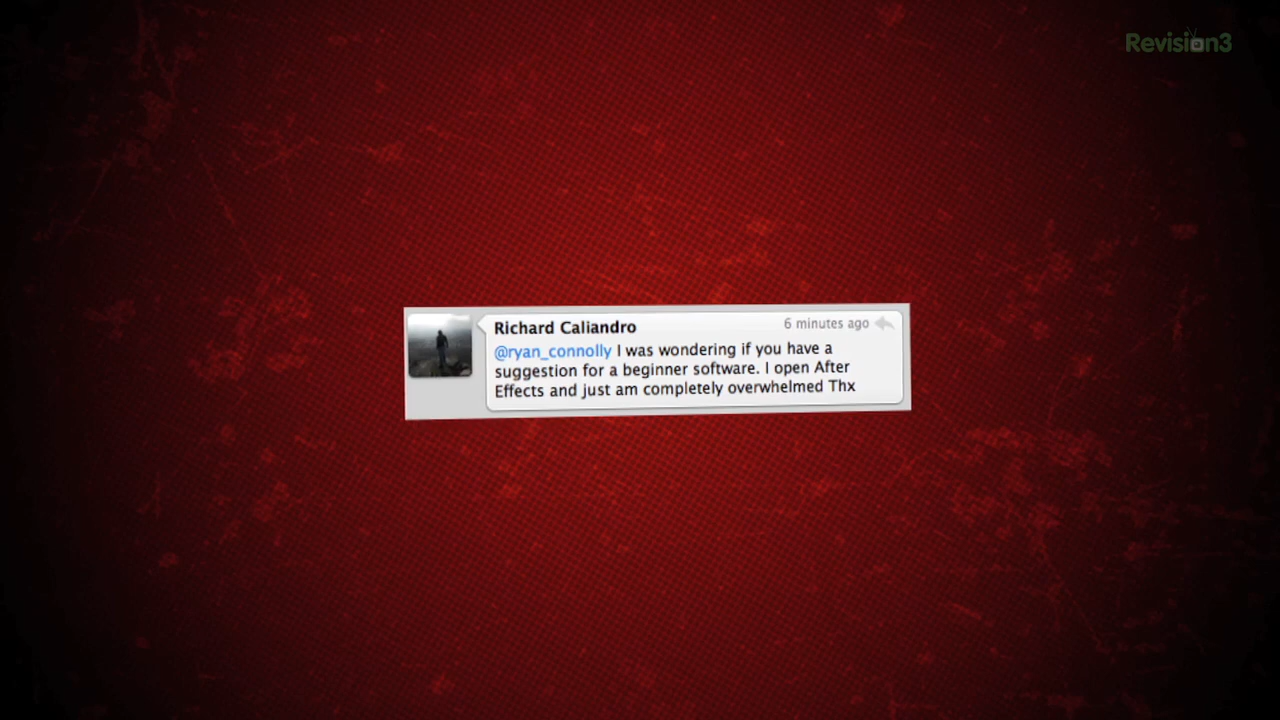 Revision3
Richard Caliandro
6 minutes ago
@ryan_connolly I was wondering if you have a
suggestion for a beginner software. I open After
Effects and just am completely overwhelmed Thx